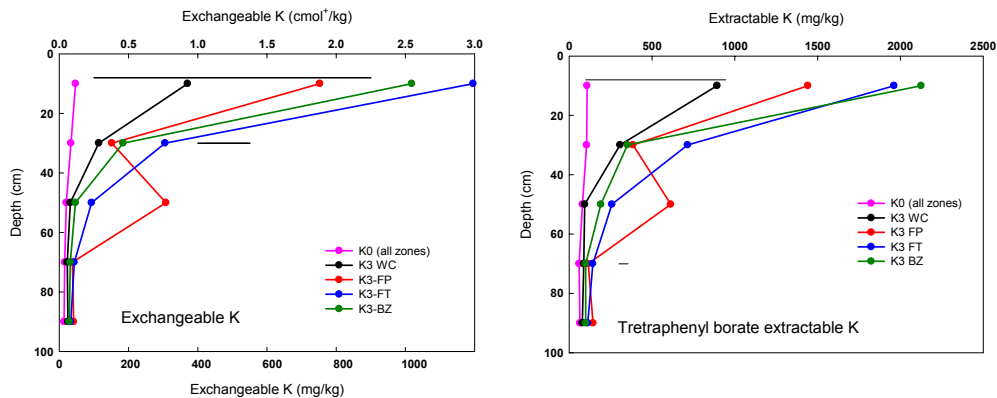 Exchangeable K (cmol⁺/kg)
0.0 0.5 1.0 1.5 2.0 2.5 3.0
Depth (cm)
20
40
60
80
100
K0 (all zones)
K3 WC
K3-FP
K3-FT
K3-BZ
Exchangeable K
0 200 400 600 800 1000
Exchangeable K (mg/kg)
Extractable K (mg/kg)
0 500 1000 1500 2000 2500
Depth (cm)
20
40
60
80
100
K0 (all zones)
K3 WC
K3 FP
K3 FT
K3 BZ
Tretraphenyl borate extractable K